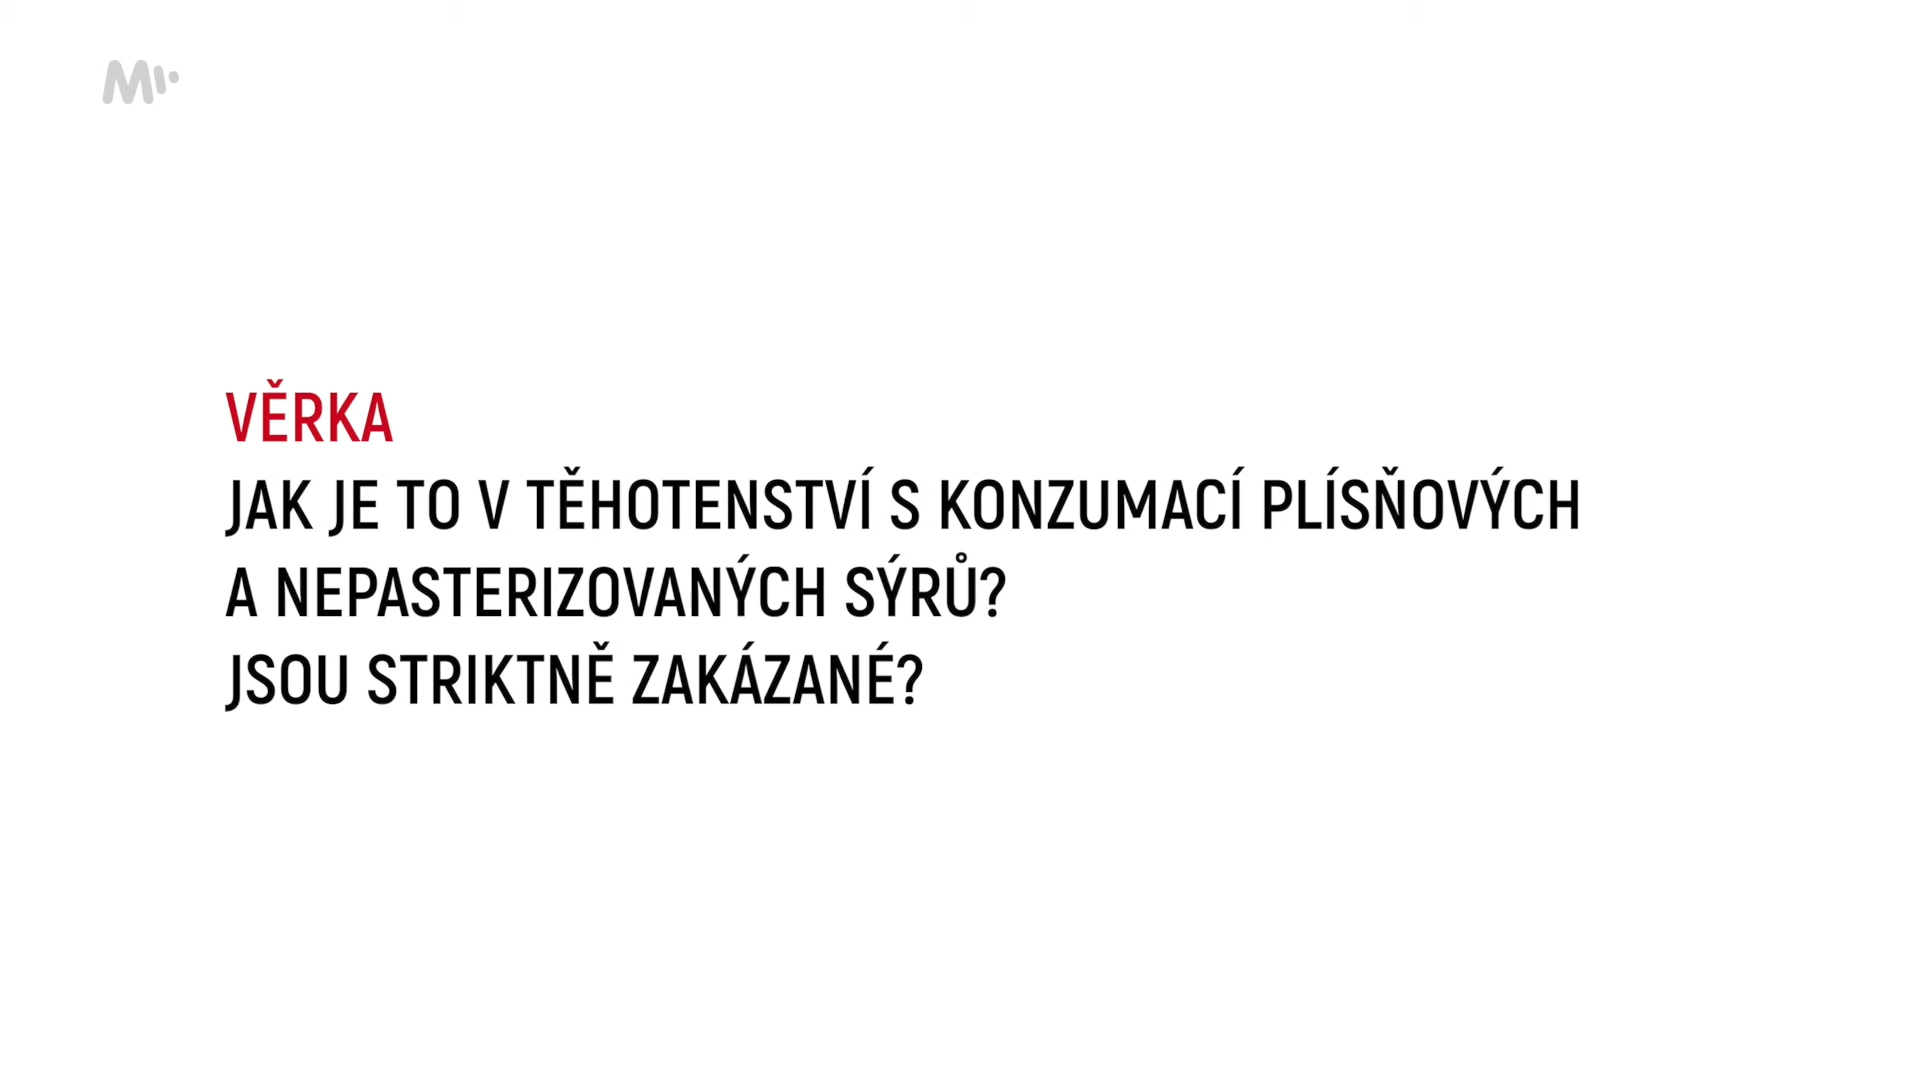 VĚRKA
JAK JE TO V TĚHOTENSTVÍ S KONZUMACÍ PLÍSŇOVÝCH
A NEPASTERIZOVANÝCH SÝRŮ?
JSOU STRIKTNĚ ZAKÁZANÉ?